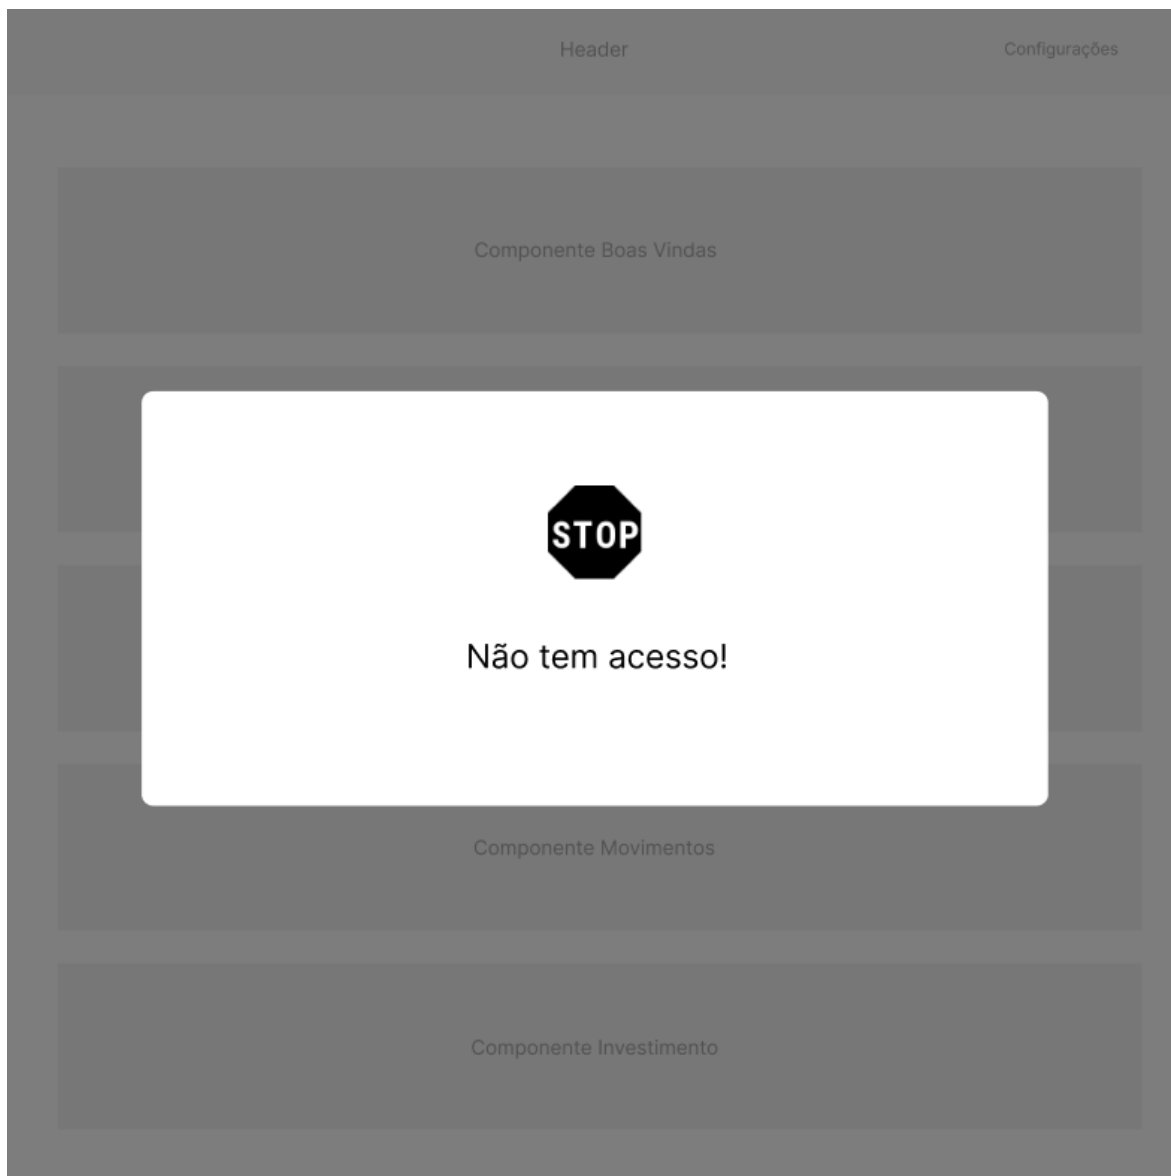 Header
Configurações
Componente Boas Vindas
STOP
Não tem acesso!
Componente Movimentos
Componente Investimento